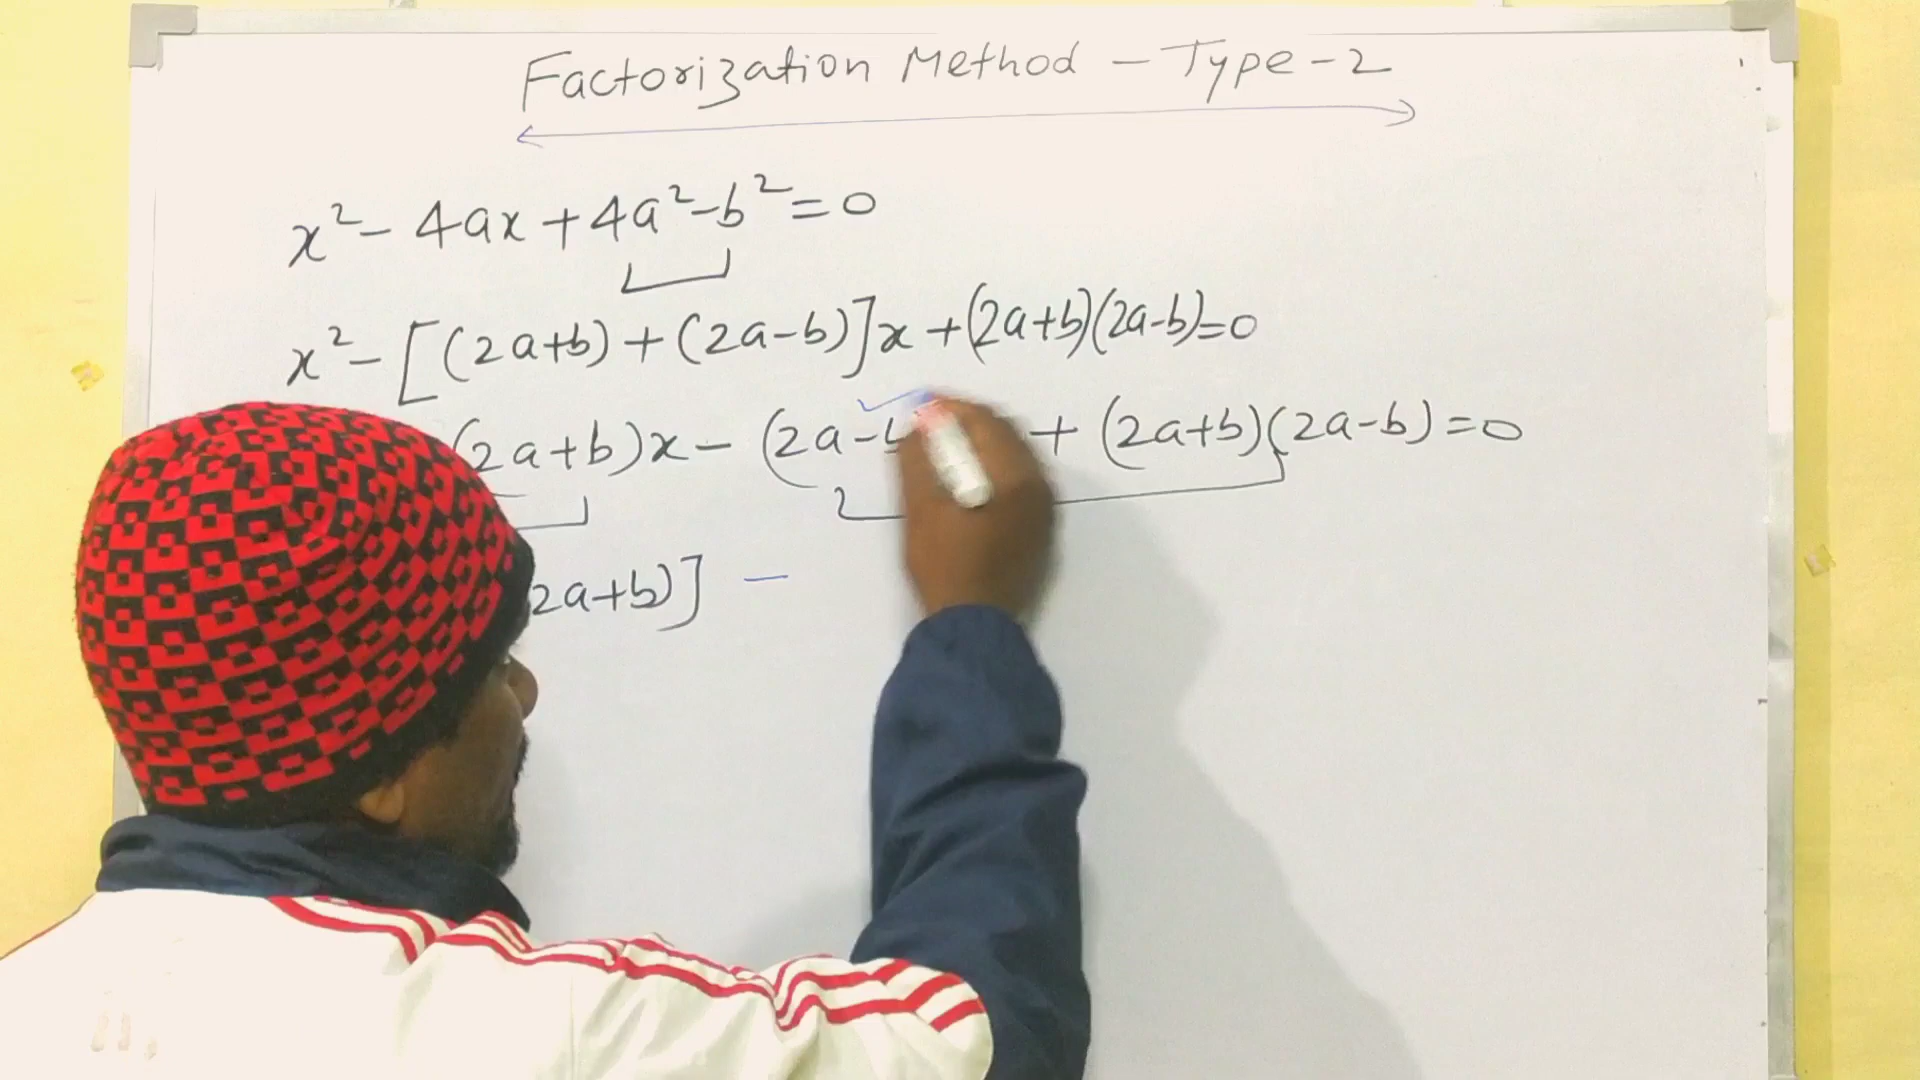 Factorization Method - Type-2
x² - 4ax + 4a² - b² = 0
x² - [(2a+b) + (2a-b)]x + (2a+b)(2a-b) = 0
(2a+b)x - (2a-b + (2a+b)(2a-b) = 0
2a+b)] -